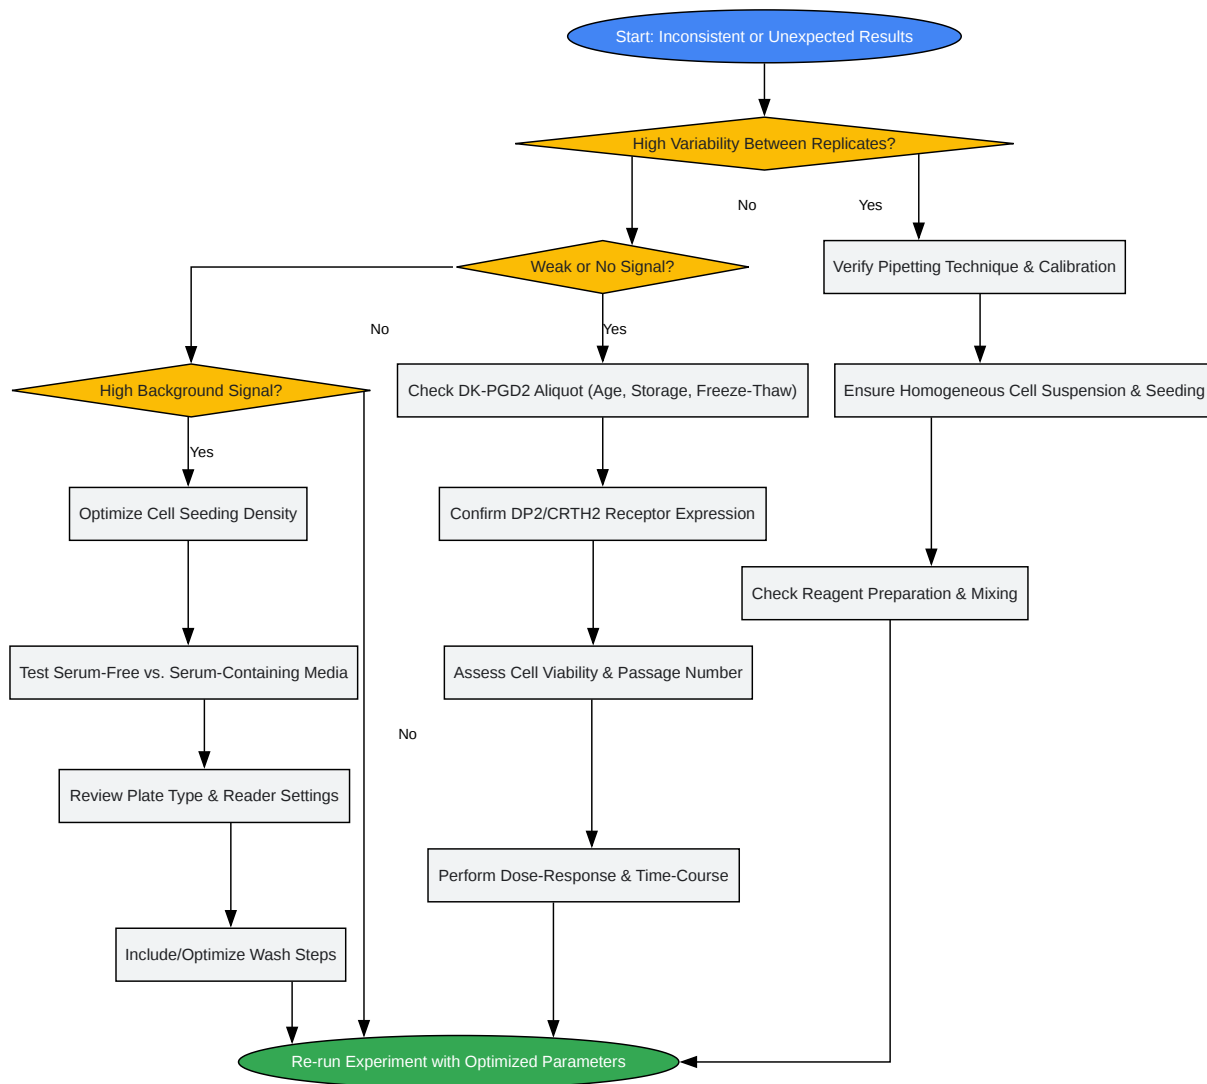 Start: Inconsistent or Unexpected Results
High Variability Between Replicates?
No
Yes
Weak or No Signal?
Verify Pipetting Technique & Calibration
No
Yes
High Background Signal?
Check DK-PGD2 Aliquot (Age, Storage, Freeze-Thaw)
Ensure Homogeneous Cell Suspension & Seeding
Yes
Optimize Cell Seeding Density
Confirm DP2/CRTH2 Receptor Expression
Check Reagent Preparation & Mixing
Test Serum-Free vs. Serum-Containing Media
Assess Cell Viability & Passage Number
No
Review Plate Type & Reader Settings
Perform Dose-Response & Time-Course
Include/Optimize Wash Steps
Re-run Experiment with Optimized Parameters